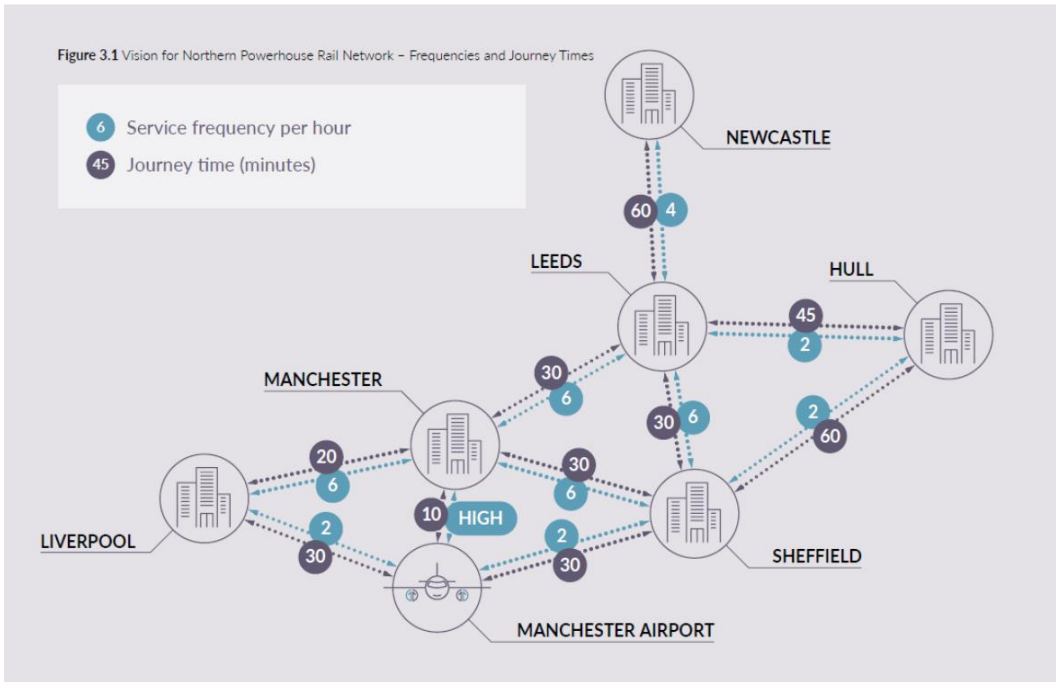 Figure 3.1 Vision for Northern Powerhouse Rail Network – Frequencies and Journey Times
6 Service frequency per hour
45 Journey time (minutes)
NEWCASTLE
60 4
LEEDS
HULL
45
2
30
6
MANCHESTER
30 6
2
60
20
6
30
6
10 HIGH
LIVERPOOL
2
30
2
30
SHEFFIELD
MANCHESTER AIRPORT